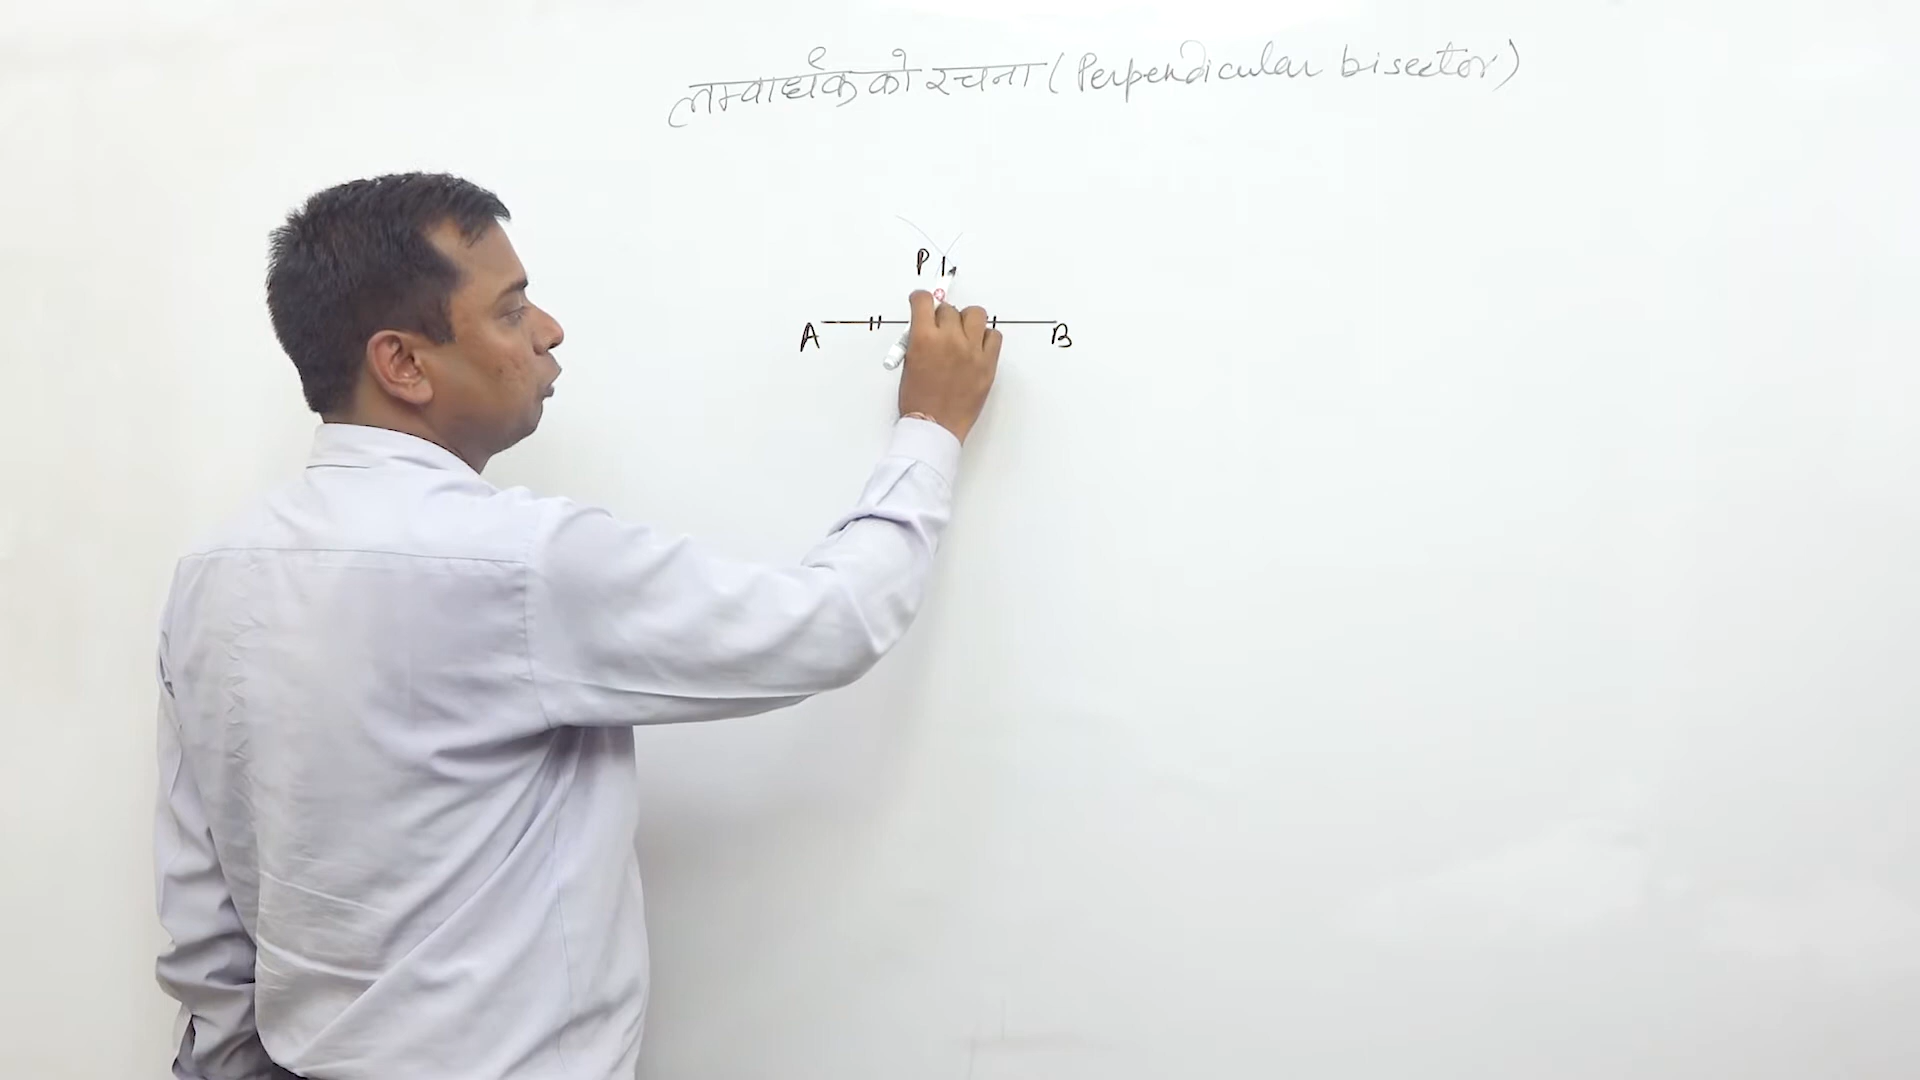 लम्वार्धक को रचना (Perpendicular bisector)
P
A B